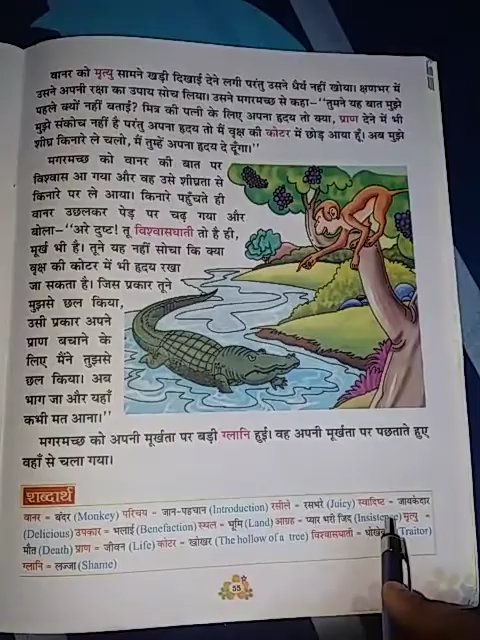 वानर को मृत्यु सामने खड़ी दिखाई देने लगी परंतु उसने धैर्य नहीं खोया। क्षणभर में
उसने अपनी रक्षा का उपाय सोच लिया। उसने मगरमच्छ से कहा–“तुमने यह बात मुझे
पहले क्यों नहीं बताई? मित्र की पत्नी के लिए अपना हृदय तो क्या, प्राण देने में भी
मुझे संकोच नहीं है परंतु अपना हृदय तो मैं वृक्ष की कोटर में छोड़ आया हूँ। अब मुझे
शीघ्र किनारे ले चलो, मैं तुम्हें अपना हृदय दे दूँगा।”
मगरमच्छ को वानर की बात पर
विश्वास आ गया और वह उसे शीघ्रता से
किनारे पर ले आया। किनारे पहुँचते ही
वानर उछलकर पेड़ पर चढ़ गया और
बोला–“अरे दुष्ट! तू विश्वासघाती तो है ही,
मूर्ख भी है। तूने यह नहीं सोचा कि क्या
वृक्ष की कोटर में भी हृदय रखा
जा सकता है। जिस प्रकार तूने
मुझसे छल किया,
उसी प्रकार अपने
प्राण बचाने के
लिए मैंने तुझसे
छल किया। अब
भाग जा और यहाँ
कभी मत आना।”
मगरमच्छ को अपनी मूर्खता पर बड़ी ग्लानि हुई। वह अपनी मूर्खता पर पछताते हुए
वहाँ से चला गया।
शब्दार्थ
वानर = बंदर (Monkey) परिचय = जान-पहचान (Introduction) रसीले = रसभरे (Juicy) स्वादिष्ट = जायकेदार
(Delicious) उपकार = भलाई (Benefaction) स्थल = भूमि (Land) आग्रह = प्यार भरी जिद (Insistence) मृत्यु =
मौत (Death) प्राण = जीवन (Life) कोटर = खोखर (The hollow of a tree) विश्वासघाती = (Traitor)
ग्लानि = लज्जा (Shame)
55